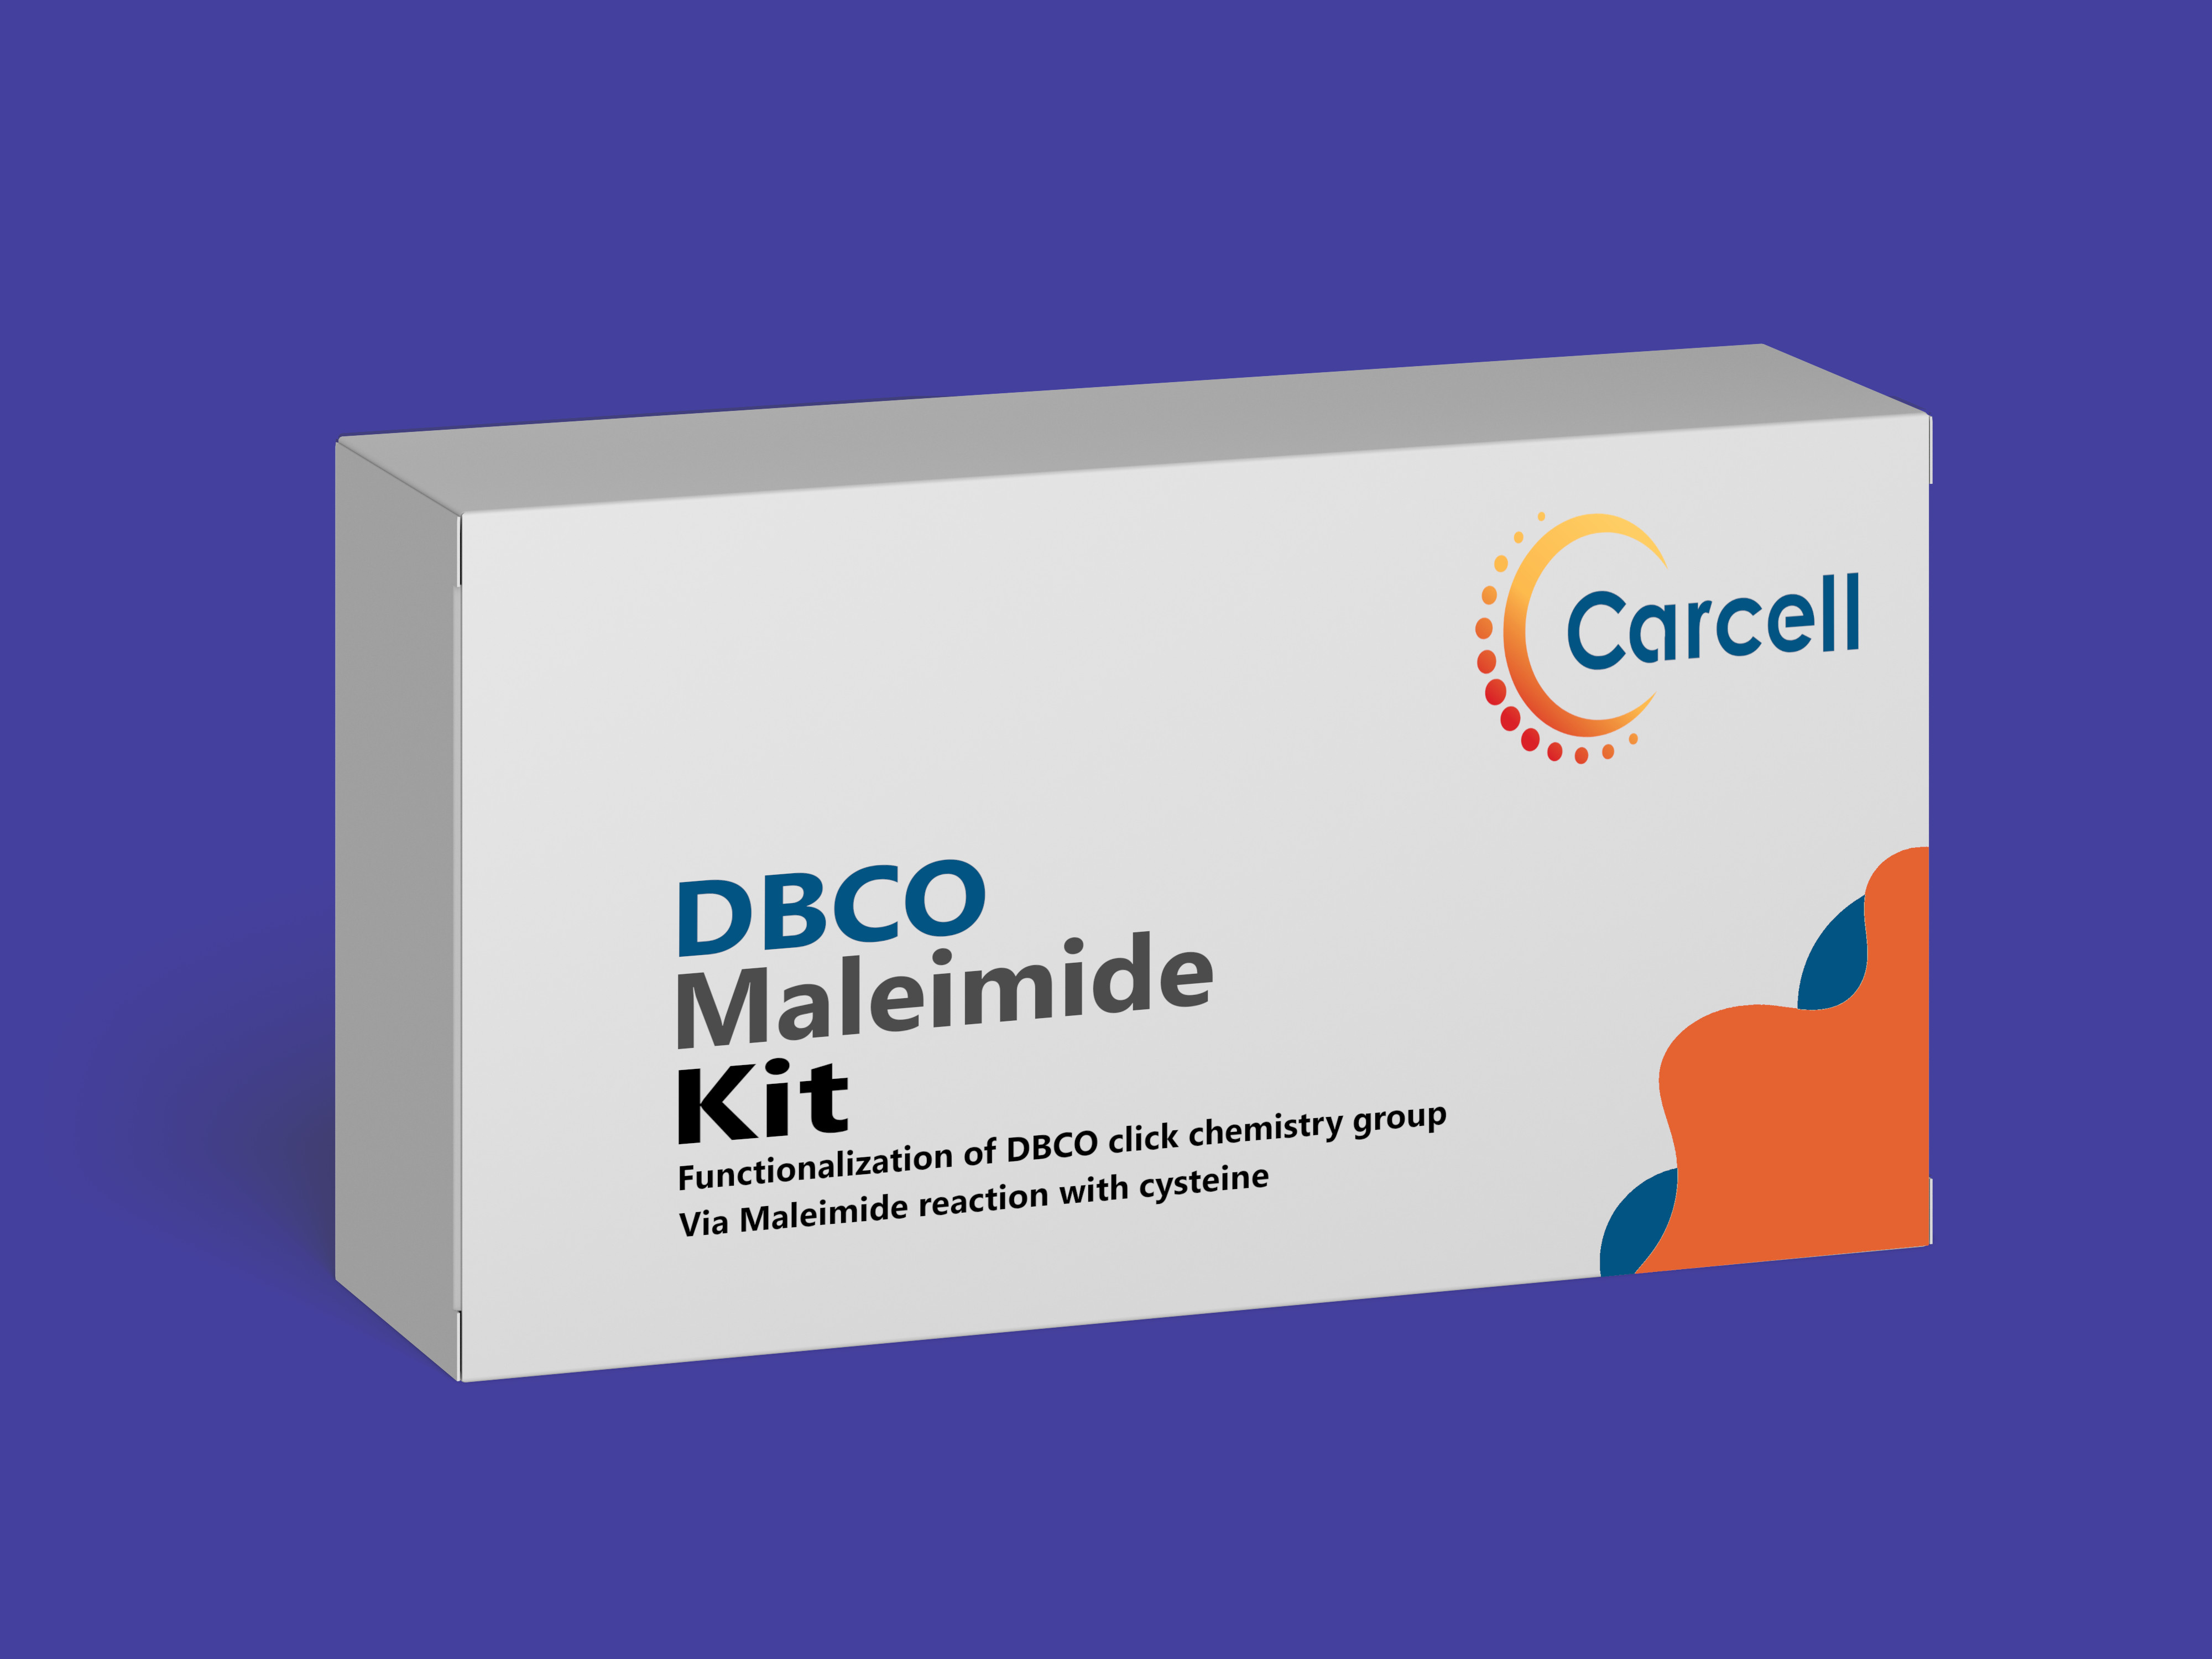 Carcell
DBCO
Maleimide
Kit
Functionalization of DBCO click chemistry group
Via Maleimide reaction with cysteine